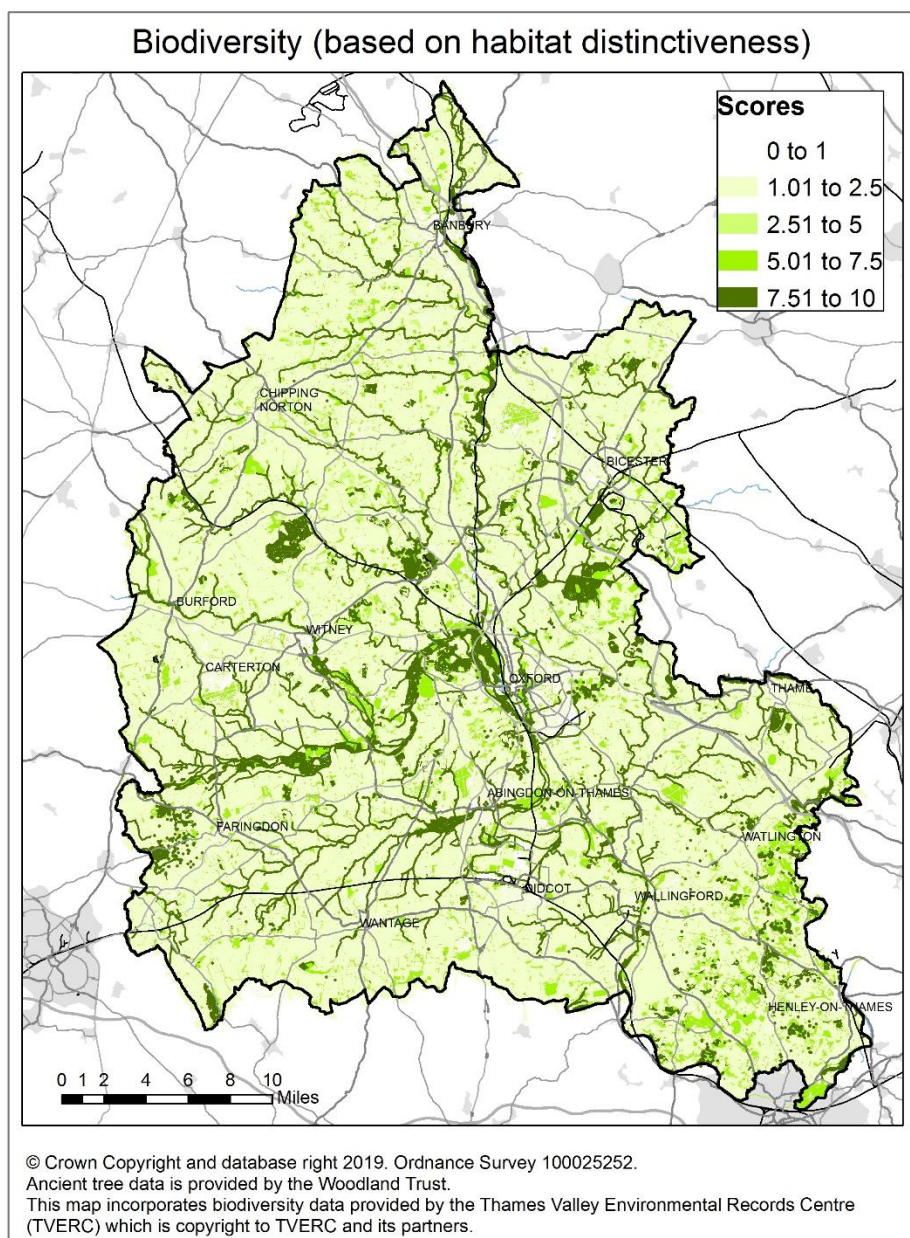 Biodiversity (based on habitat distinctiveness)
Scores
0 to 1
1.01 to 2.5
2.51 to 5
5.01 to 7.5
7.51 to 10
BANBURY
CHIPPING
NORTON
BICESTER
BURFORD
WITNEY
CARTERTON
OXFORD
THAME
ABINGDON-ON-THAMES
FARINGDON
WATLINGTON
DIDCOT
WALLINGFORD
WANTAGE
HENLEY-ON-THAMES
0 1 2 4 6 8 10
Miles
© Crown Copyright and database right 2019. Ordnance Survey 100025252.
Ancient tree data is provided by the Woodland Trust.
This map incorporates biodiversity data provided by the Thames Valley Environmental Records Centre
(TVERC) which is copyright to TVERC and its partners.